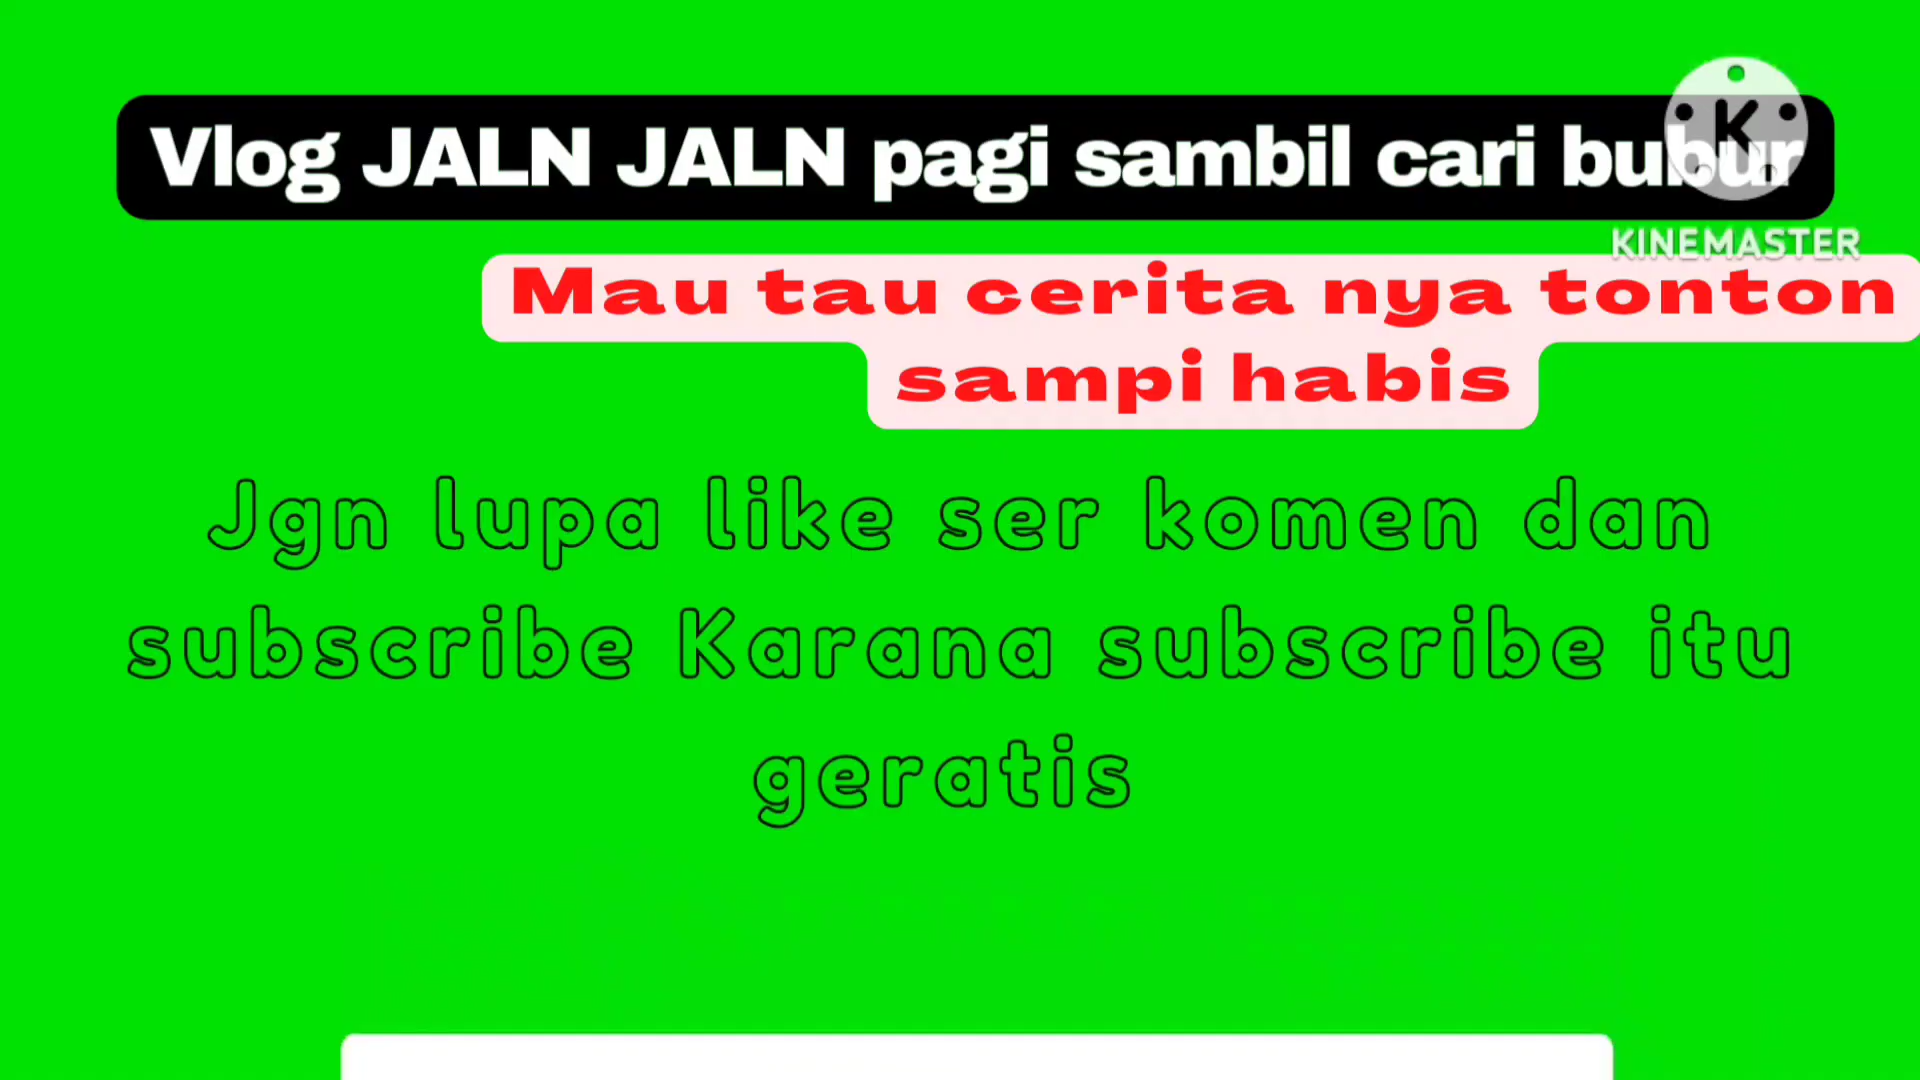 Vlog JALN JALN pagi sambil cari bubur
K
KINEMASTER
Mau tau cerita nya tonton
sampi habis
Jgn lupa like ser komen dan
subscribe Karana subscribe itu
geratis